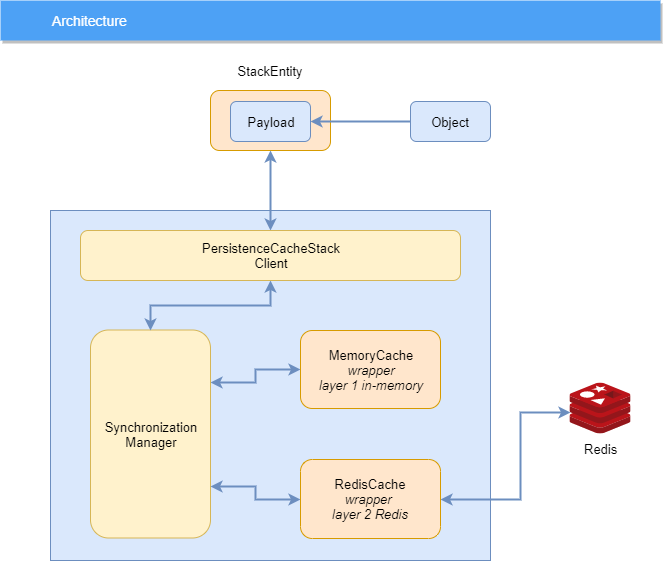 Architecture
StackEntity
Payload
Object
PersistenceCacheStack
Client
MemoryCache
wrapper
layer 1 in-memory
Synchronization
Manager
RedisCache
wrapper
layer 2 Redis
Redis